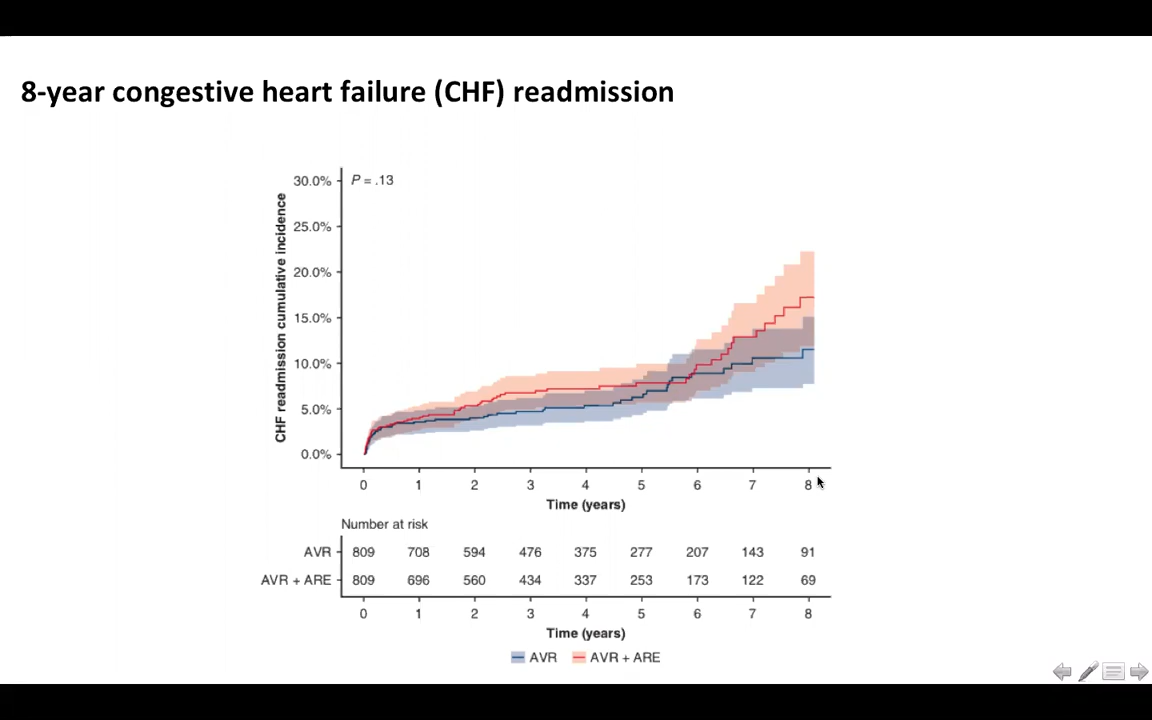 8-year congestive heart failure (CHF) readmission
P = .13
CHF readmission cumulative incidence
30.0%
25.0%
20.0%
15.0%
10.0%
5.0%
0.0%
0 1 2 3 4 5 6 7 8
Time (years)
Number at risk
AVR 809 708 594 476 375 277 207 143 91
AVR + ARE 809 696 560 434 337 253 173 122 69
0 1 2 3 4 5 6 7 8
Time (years)
AVR AVR + ARE